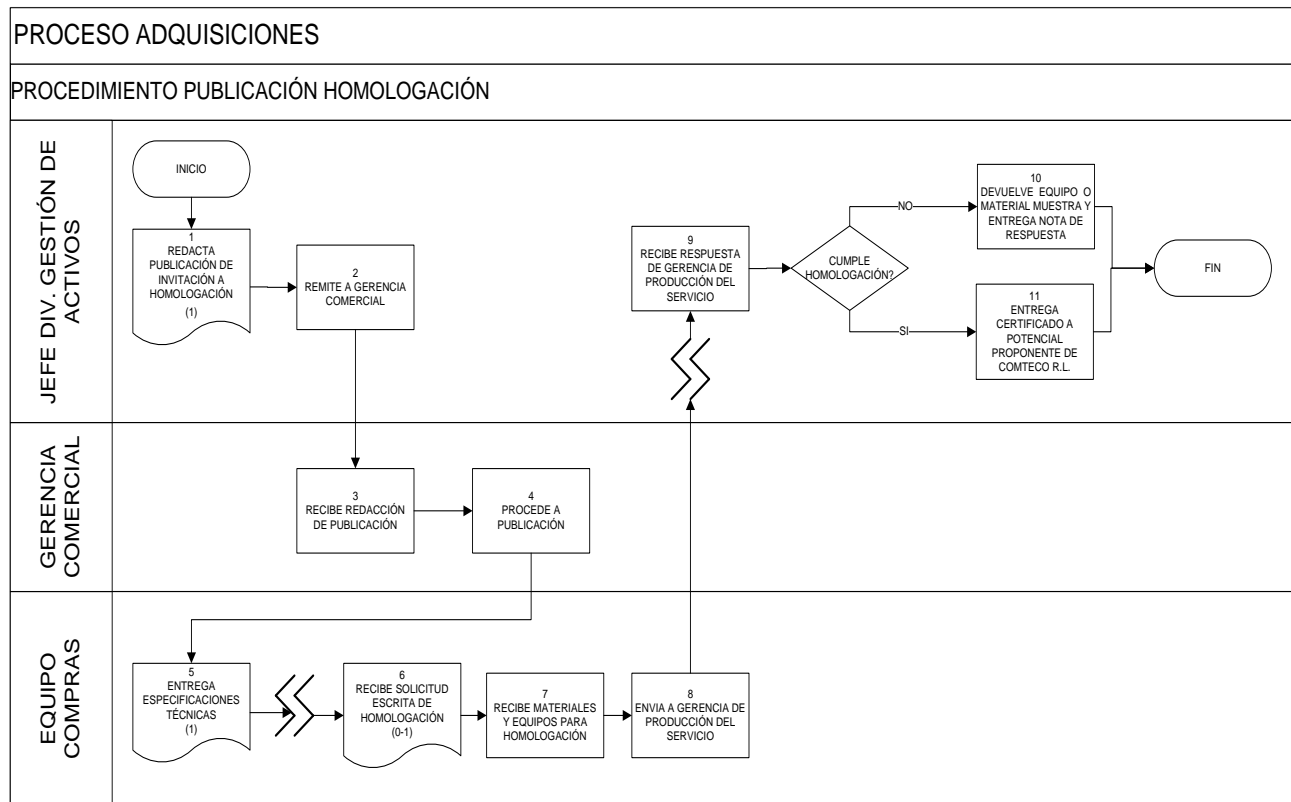 PROCESO ADQUISICIONES
PROCEDIMIENTO PUBLICACIÓN HOMOLOGACIÓN
JEFE DIV. GESTIÓN DE
ACTIVOS
INICIO
1
REDACTA
PUBLICACIÓN DE
INVITACIÓN A
HOMOLOGACIÓN
(1)
2
REMITE A GERENCIA
COMERCIAL
9
RECIBE RESPUESTA
DE GERENCIA DE
PRODUCCIÓN DEL
SERVICIO
CUMPLE
HOMOLOGACIÓN?
NO
SI
10
DEVUELVE EQUIPO O
MATERIAL MUESTRA Y
ENTREGA NOTA DE
RESPUESTA
11
ENTREGA
CERTIFICADO A
POTENCIAL
PROPONENTE DE
COMTECO R.L.
FIN
GERENCIA
COMERCIAL
3
RECIBE REDACCIÓN
DE PUBLICACIÓN
4
PROCEDE A
PUBLICACIÓN
EQUIPO
COMPRAS
5
ENTREGA
ESPECIFICACIONES
TÉCNICAS
(1)
6
RECIBE SOLICITUD
ESCRITA DE
HOMOLOGACIÓN
(0-1)
7
RECIBE MATERIALES
Y EQUIPOS PARA
HOMOLOGACIÓN
8
ENVIA A GERENCIA DE
PRODUCCIÓN DEL
SERVICIO